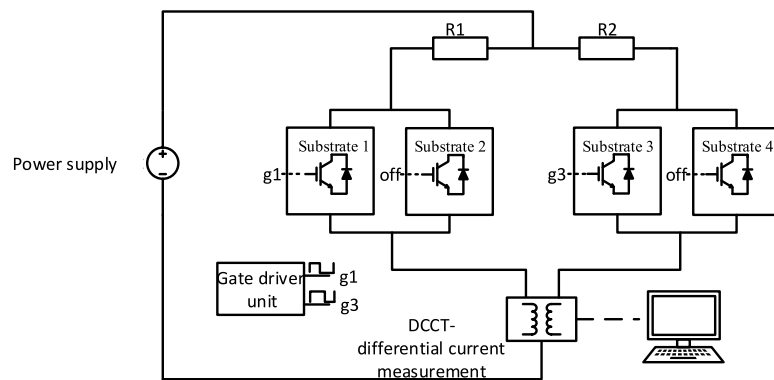 R1
R2
Substrate 1
Substrate 2
Substrate 3
Substrate 4
Power supply
+
−
g1
off
g3
off
Gate driver
unit
g1
g3
DCCT-
differential current
measurement